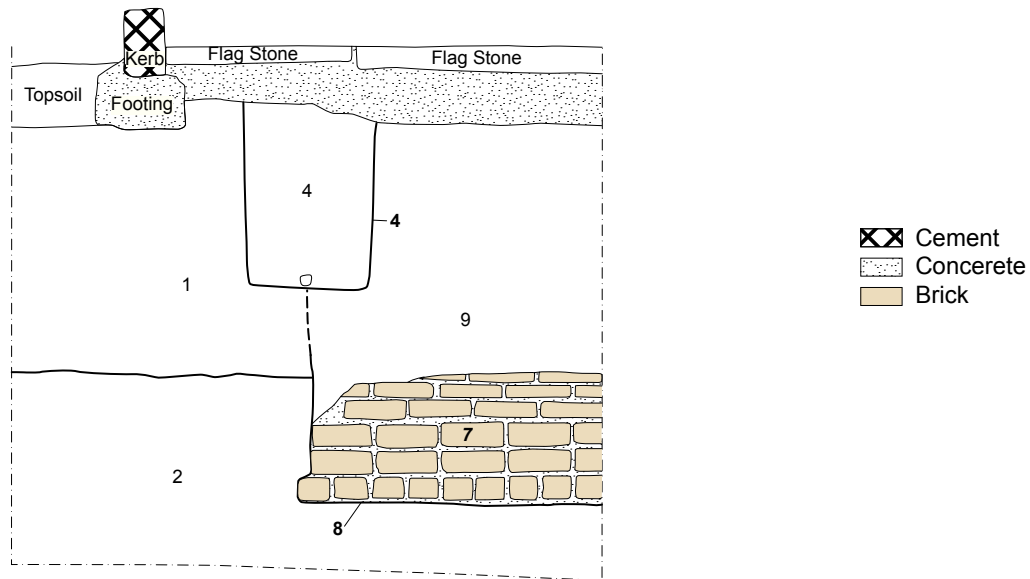 Kerb
Flag Stone
Flag Stone
Topsoil
Footing
4
4
1
9
7
2
8
Cement
Concerete
Brick